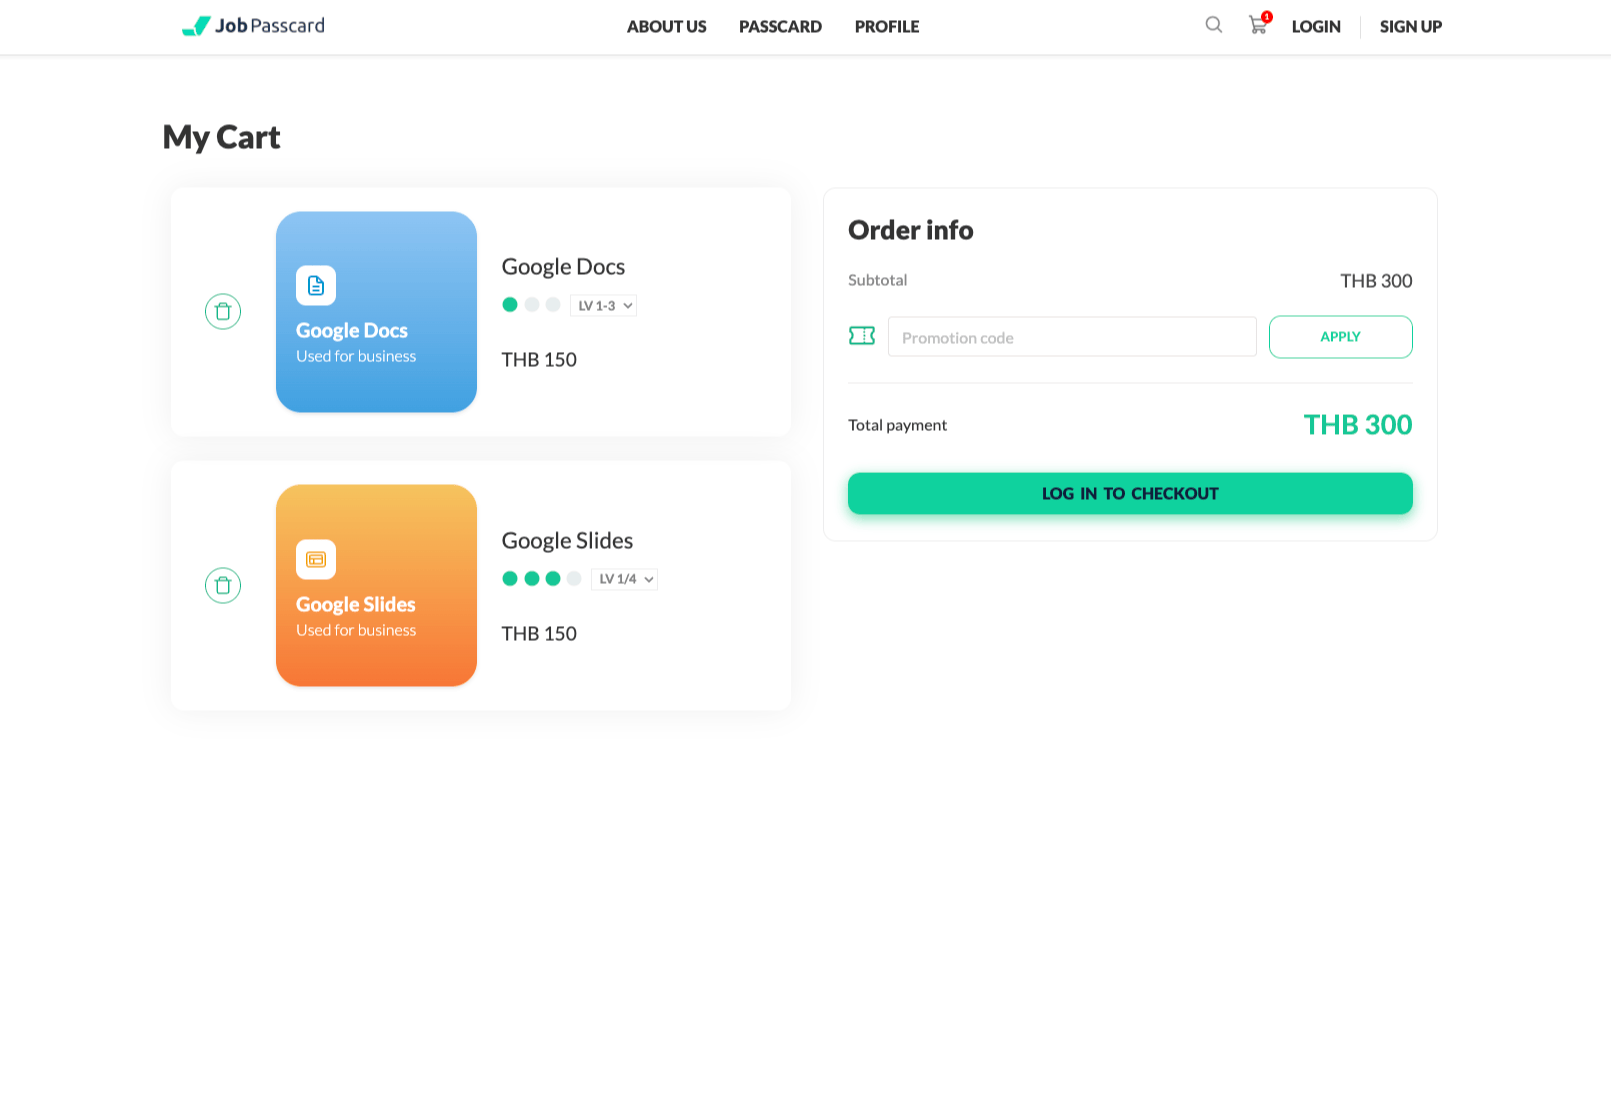 Job Passcard
ABOUT US
PASSCARD
PROFILE
1
LOGIN
SIGN UP
My Cart
Google Docs
Used for business
Google Docs
LV 1-3
THB 150
Google Slides
Used for business
Google Slides
LV 1/4
THB 150
Order info
Subtotal
THB 300
Promotion code
APPLY
Total payment
THB 300
LOG IN TO CHECKOUT